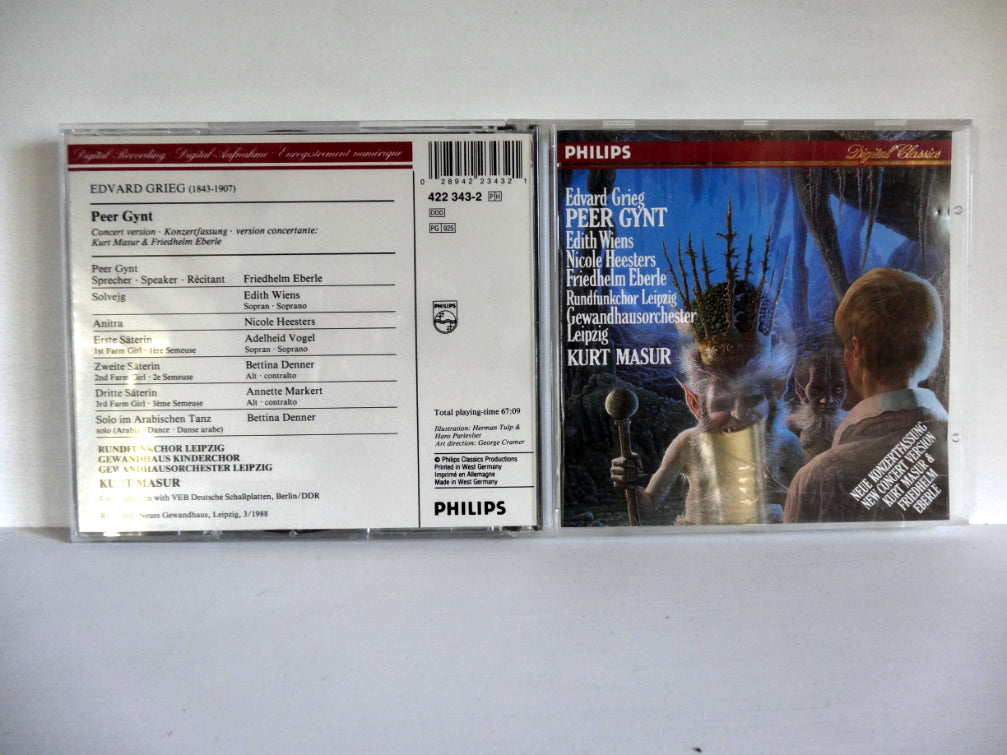 Digital Recording · Digital-Aufnahme · Enregistrement numérique
EDVARD GRIEG (1843-1907)
Peer Gynt
Concert version · Konzertfassung · version concertante:
Kurt Masur & Friedhelm Eberle
Peer Gynt
Sprecher · Speaker · Récitant Friedhelm Eberle
Solvejg Edith Wiens
Sopran · Soprano
Anitra Nicole Heesters
Erste Säterin Adelheid Vogel
1st Farm Girl · 1ère Semeuse Sopran · Soprano
Zweite Säterin Bettina Denner
2nd Farm Girl · 2e Semeuse Alt · contralto
Dritte Säterin Annette Markert
3rd Farm Girl · 3ème Semeuse Alt · contralto
Solo im Arabischen Tanz Bettina Denner
solo (Arabian Dance · Danse arabe)
RUNDFUNKCHOR LEIPZIG
GEWANDHAUS KINDERCHOR
GEWANDHAUSORCHESTER LEIPZIG
KURT MASUR
with VEB Deutsche Schallplatten, Berlin/DDR
Neues Gewandhaus, Leipzig, 3/1988
0 28942 23432 1
422 343-2 PH
DDD
PG 925
PHILIPS
Total playing-time 67:09
Illustration: Herman Tulp &
Hans Parlevliet
Art direction: George Cramer
© Philips Classics Productions
Printed in West Germany
Imprimé en Allemagne
Made in West Germany
PHILIPS
PHILIPS Digital Classics
Edvard Grieg
PEER GYNT
Edith Wiens
Nicole Heesters
Friedhelm Eberle
Rundfunkchor Leipzig
Gewandhausorchester
Leipzig
KURT MASUR
NEUE KONZERTFASSUNG
NEW CONCERT VERSION
KURT MASUR &
FRIEDHELM
EBERLE